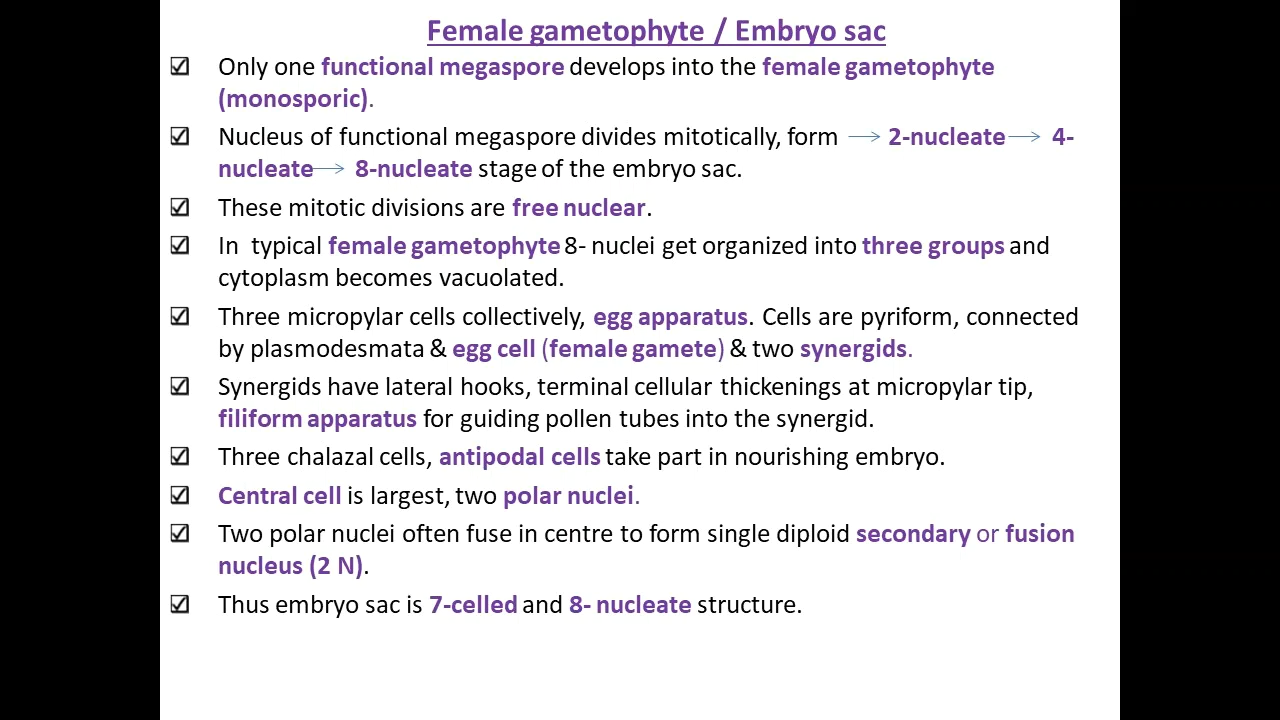 Female gametophyte / Embryo sac
☑ Only one functional megaspore develops into the female gametophyte
(monosporic).
☑ Nucleus of functional megaspore divides mitotically, form → 2-nucleate → 4-
nucleate → 8-nucleate stage of the embryo sac.
☑ These mitotic divisions are free nuclear.
☑ In typical female gametophyte 8- nuclei get organized into three groups and
cytoplasm becomes vacuolated.
☑ Three micropylar cells collectively, egg apparatus. Cells are pyriform, connected
by plasmodesmata & egg cell (female gamete) & two synergids.
☑ Synergids have lateral hooks, terminal cellular thickenings at micropylar tip,
filiform apparatus for guiding pollen tubes into the synergid.
☑ Three chalazal cells, antipodal cells take part in nourishing embryo.
☑ Central cell is largest, two polar nuclei.
☑ Two polar nuclei often fuse in centre to form single diploid secondary or fusion
nucleus (2 N).
☑ Thus embryo sac is 7-celled and 8- nucleate structure.